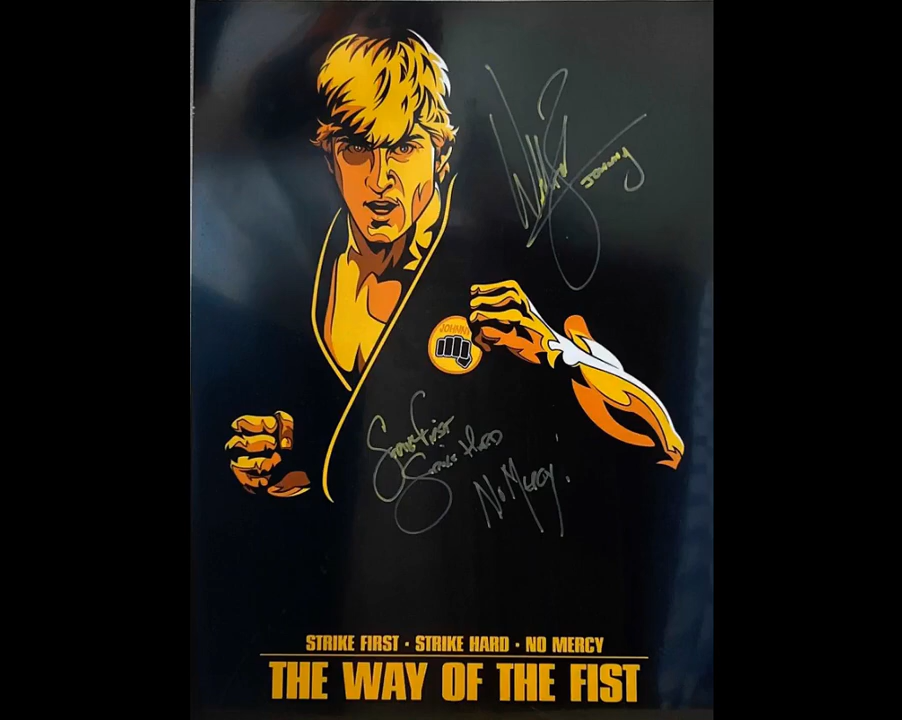 Johnny
JOHNNY
Strike First
Strike Hard
No Mercy!
STRIKE FIRST · STRIKE HARD · NO MERCY
THE WAY OF THE FIST